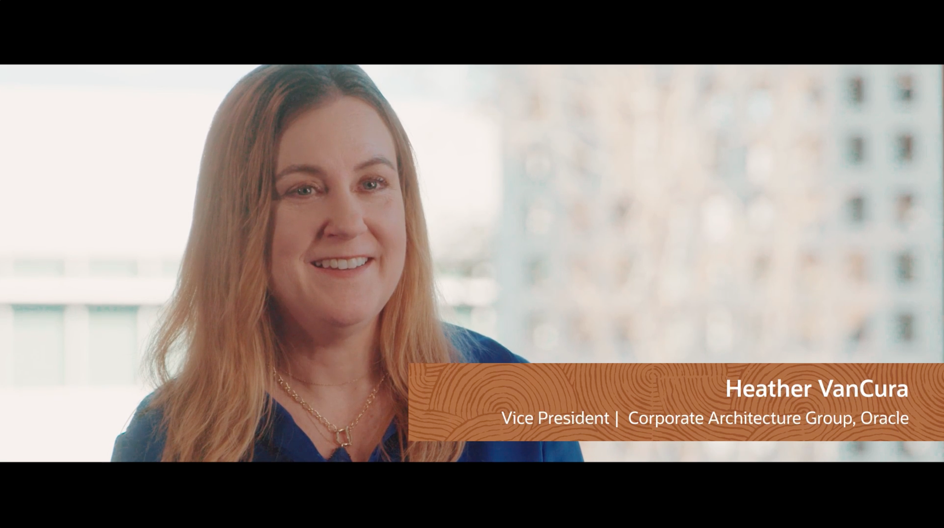 Heather VanCura
Vice President | Corporate Architecture Group, Oracle